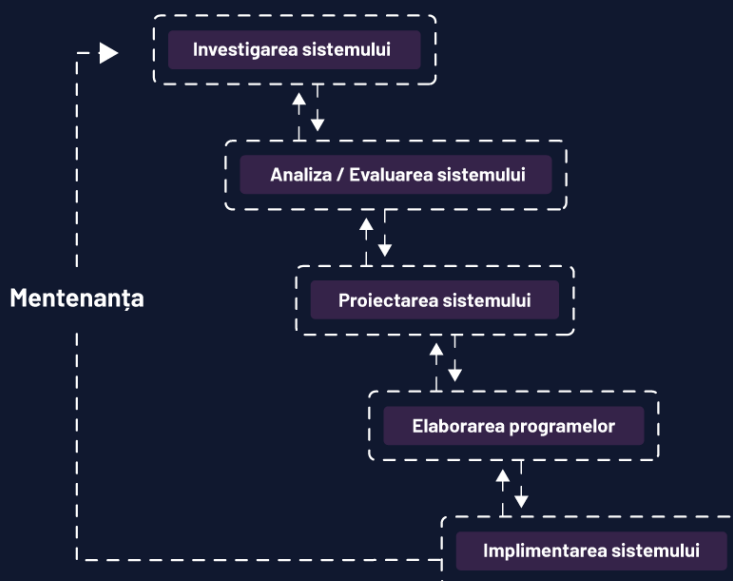 Investigarea sistemului
Analiza / Evaluarea sistemului
Proiectarea sistemului
Mentenanța
Elaborarea programelor
Implimentarea sistemului